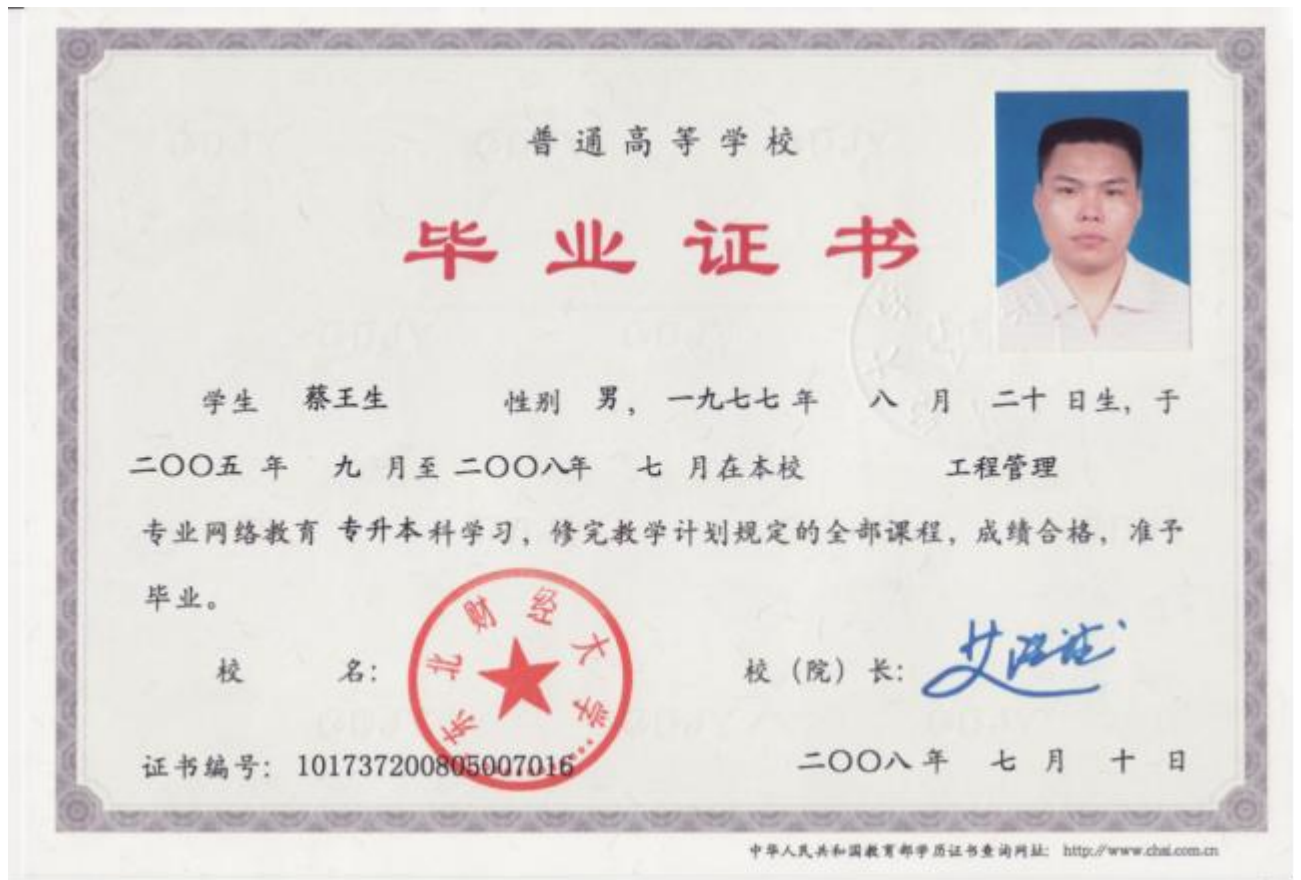 普通高等学校
毕业证书
学生 蔡王生 性别 男，一九七七年 八 月 二十 日生，于
二〇〇五 年 九 月至 二〇〇八年 七 月在本校 工程管理
专业网络教育 专升本科学习，修完教学计划规定的全部课程，成绩合格，准予
毕业。
校 名：
东北财经大学
校（院）长：
证书编号：101737200805007016
二〇〇八年 七 月 十 日
中华人民共和国教育部学历证书查询网址：http://www.chsi.com.cn